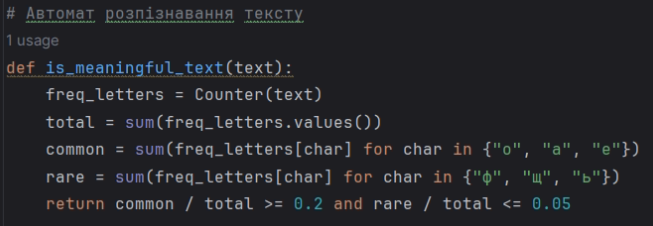 # Автомат розпізнавання тексту
1 usage
def is_meaningful_text(text):
    freq_letters = Counter(text)
    total = sum(freq_letters.values())
    common = sum(freq_letters[char] for char in {"о", "а", "е"})
    rare = sum(freq_letters[char] for char in {"ф", "щ", "ь"})
    return common / total >= 0.2 and rare / total <= 0.05